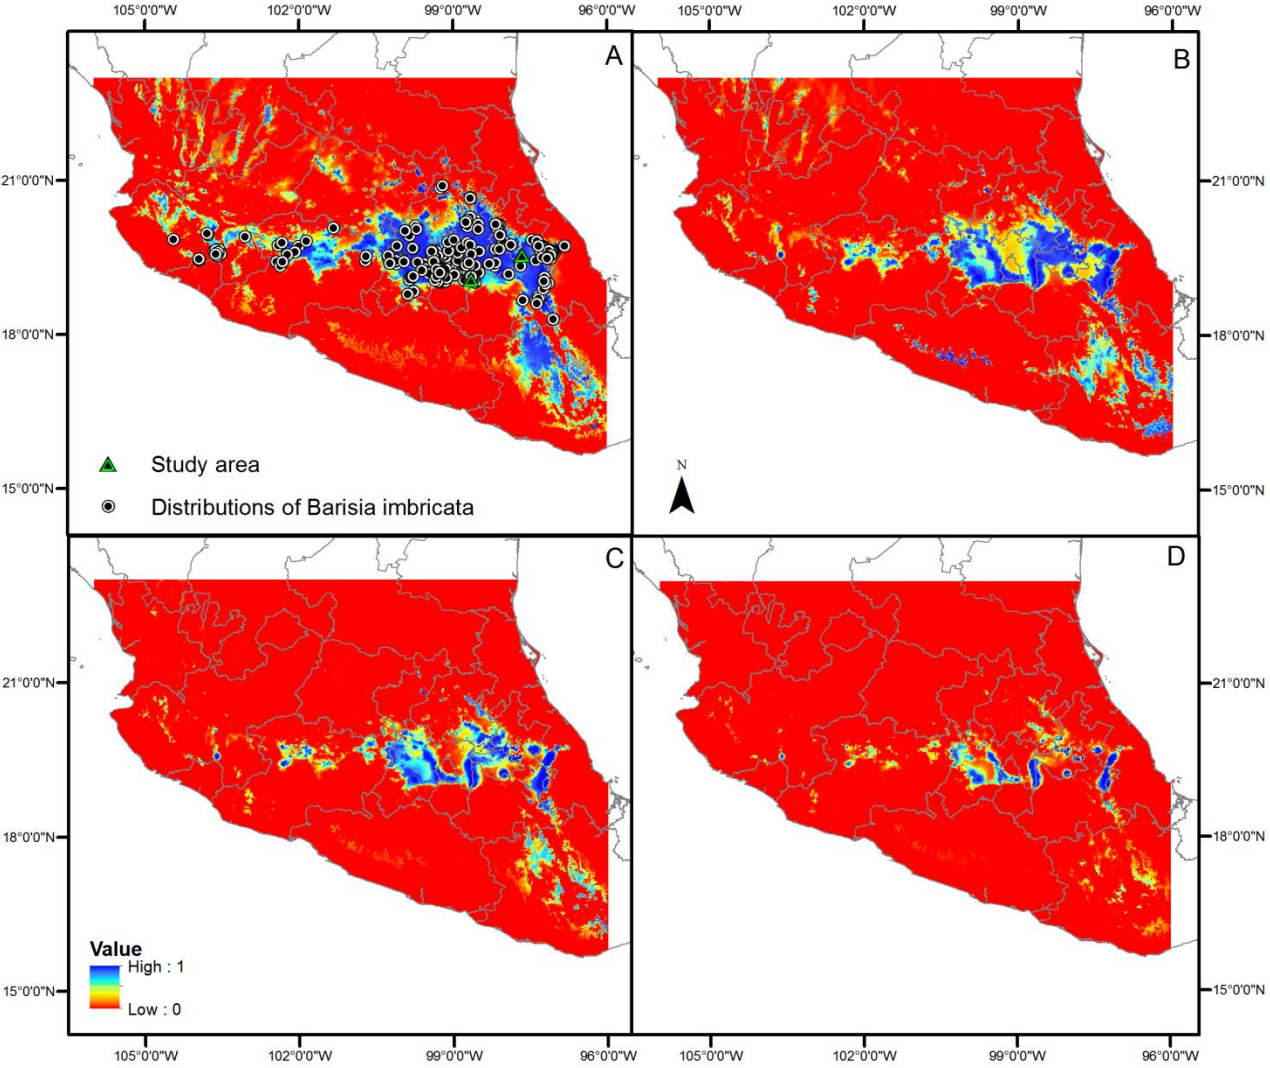 105°0'0"W 102°0'0"W 99°0'0"W 96°0'0"W 105°0'0"W 102°0'0"W 99°0'0"W 96°0'0"W
A B
21°0'0"N 21°0'0"N
18°0'0"N 18°0'0"N
Study area N
15°0'0"N 15°0'0"N
Distributions of Barisia imbricata
C D
21°0'0"N 21°0'0"N
18°0'0"N 18°0'0"N
Value
High : 1
15°0'0"N 15°0'0"N
Low : 0
105°0'0"W 102°0'0"W 99°0'0"W 96°0'0"W 105°0'0"W 102°0'0"W 99°0'0"W 96°0'0"W